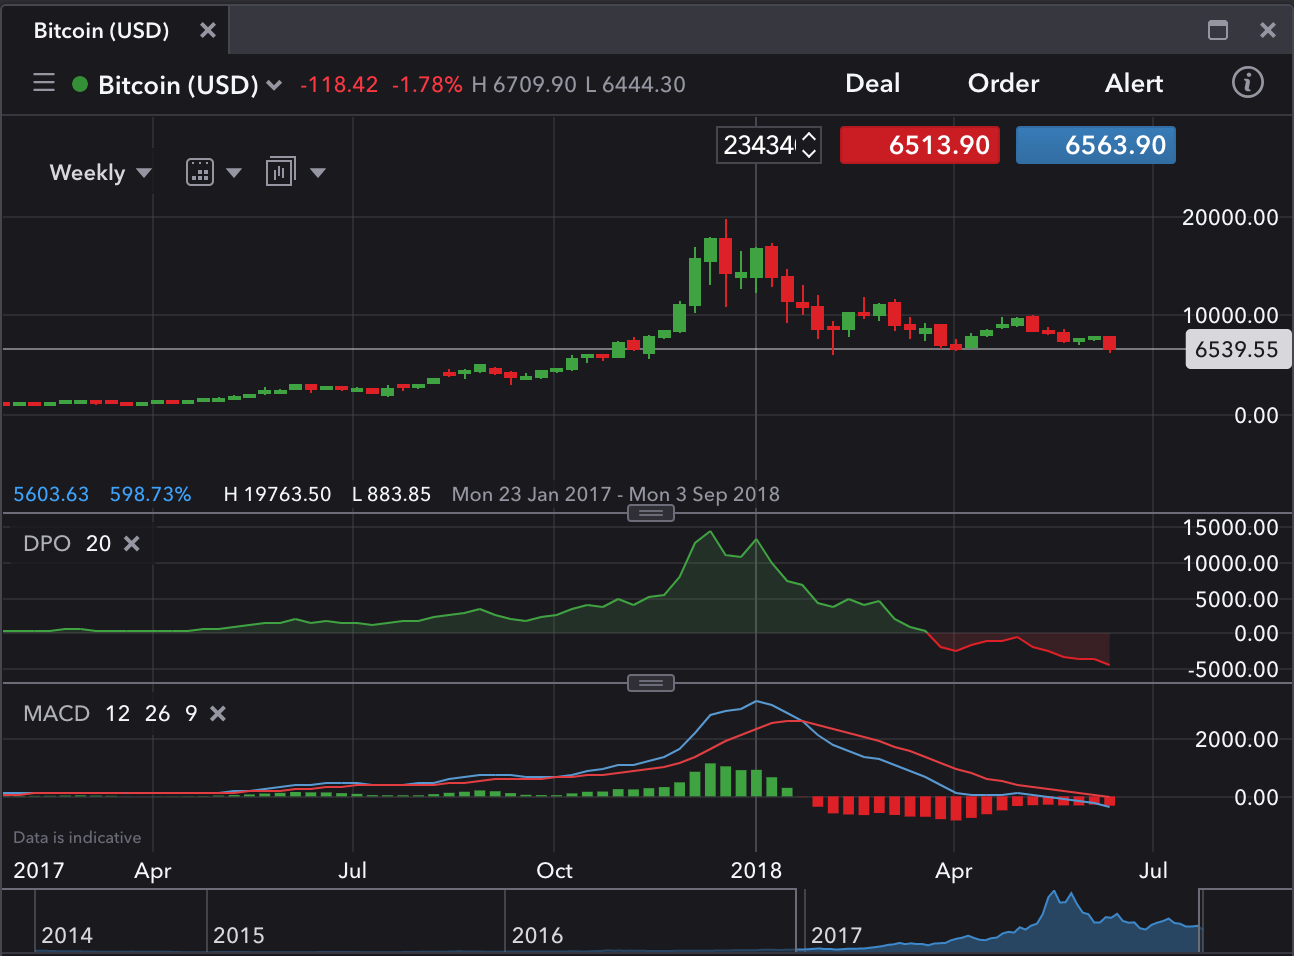 Bitcoin (USD)
Bitcoin (USD) -118.42 -1.78% H 6709.90 L 6444.30 Deal Order Alert
Weekly 6513.90 6563.90
20000.00
10000.00
6539.55
0.00
5603.63 598.73% H 19763.50 L 883.85 Mon 23 Jan 2017 - Mon 3 Sep 2018
15000.00
DPO 20
10000.00
5000.00
0.00
-5000.00
MACD 12 26 9
2000.00
0.00
Data is indicative
2017 Apr Jul Oct 2018 Apr Jul
2014 2015 2016 2017